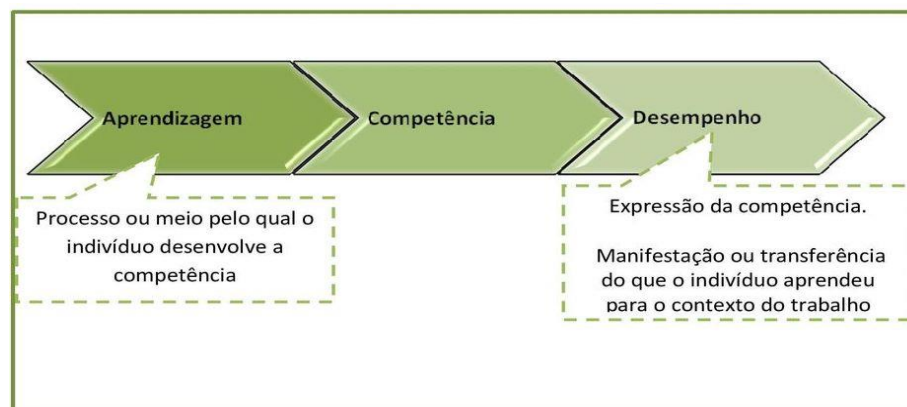 Aprendizagem
Competência
Desempenho
Processo ou meio pelo qual o
indivíduo desenvolve a
competência
Expressão da competência.
Manifestação ou transferência
do que o indivíduo aprendeu
para o contexto do trabalho